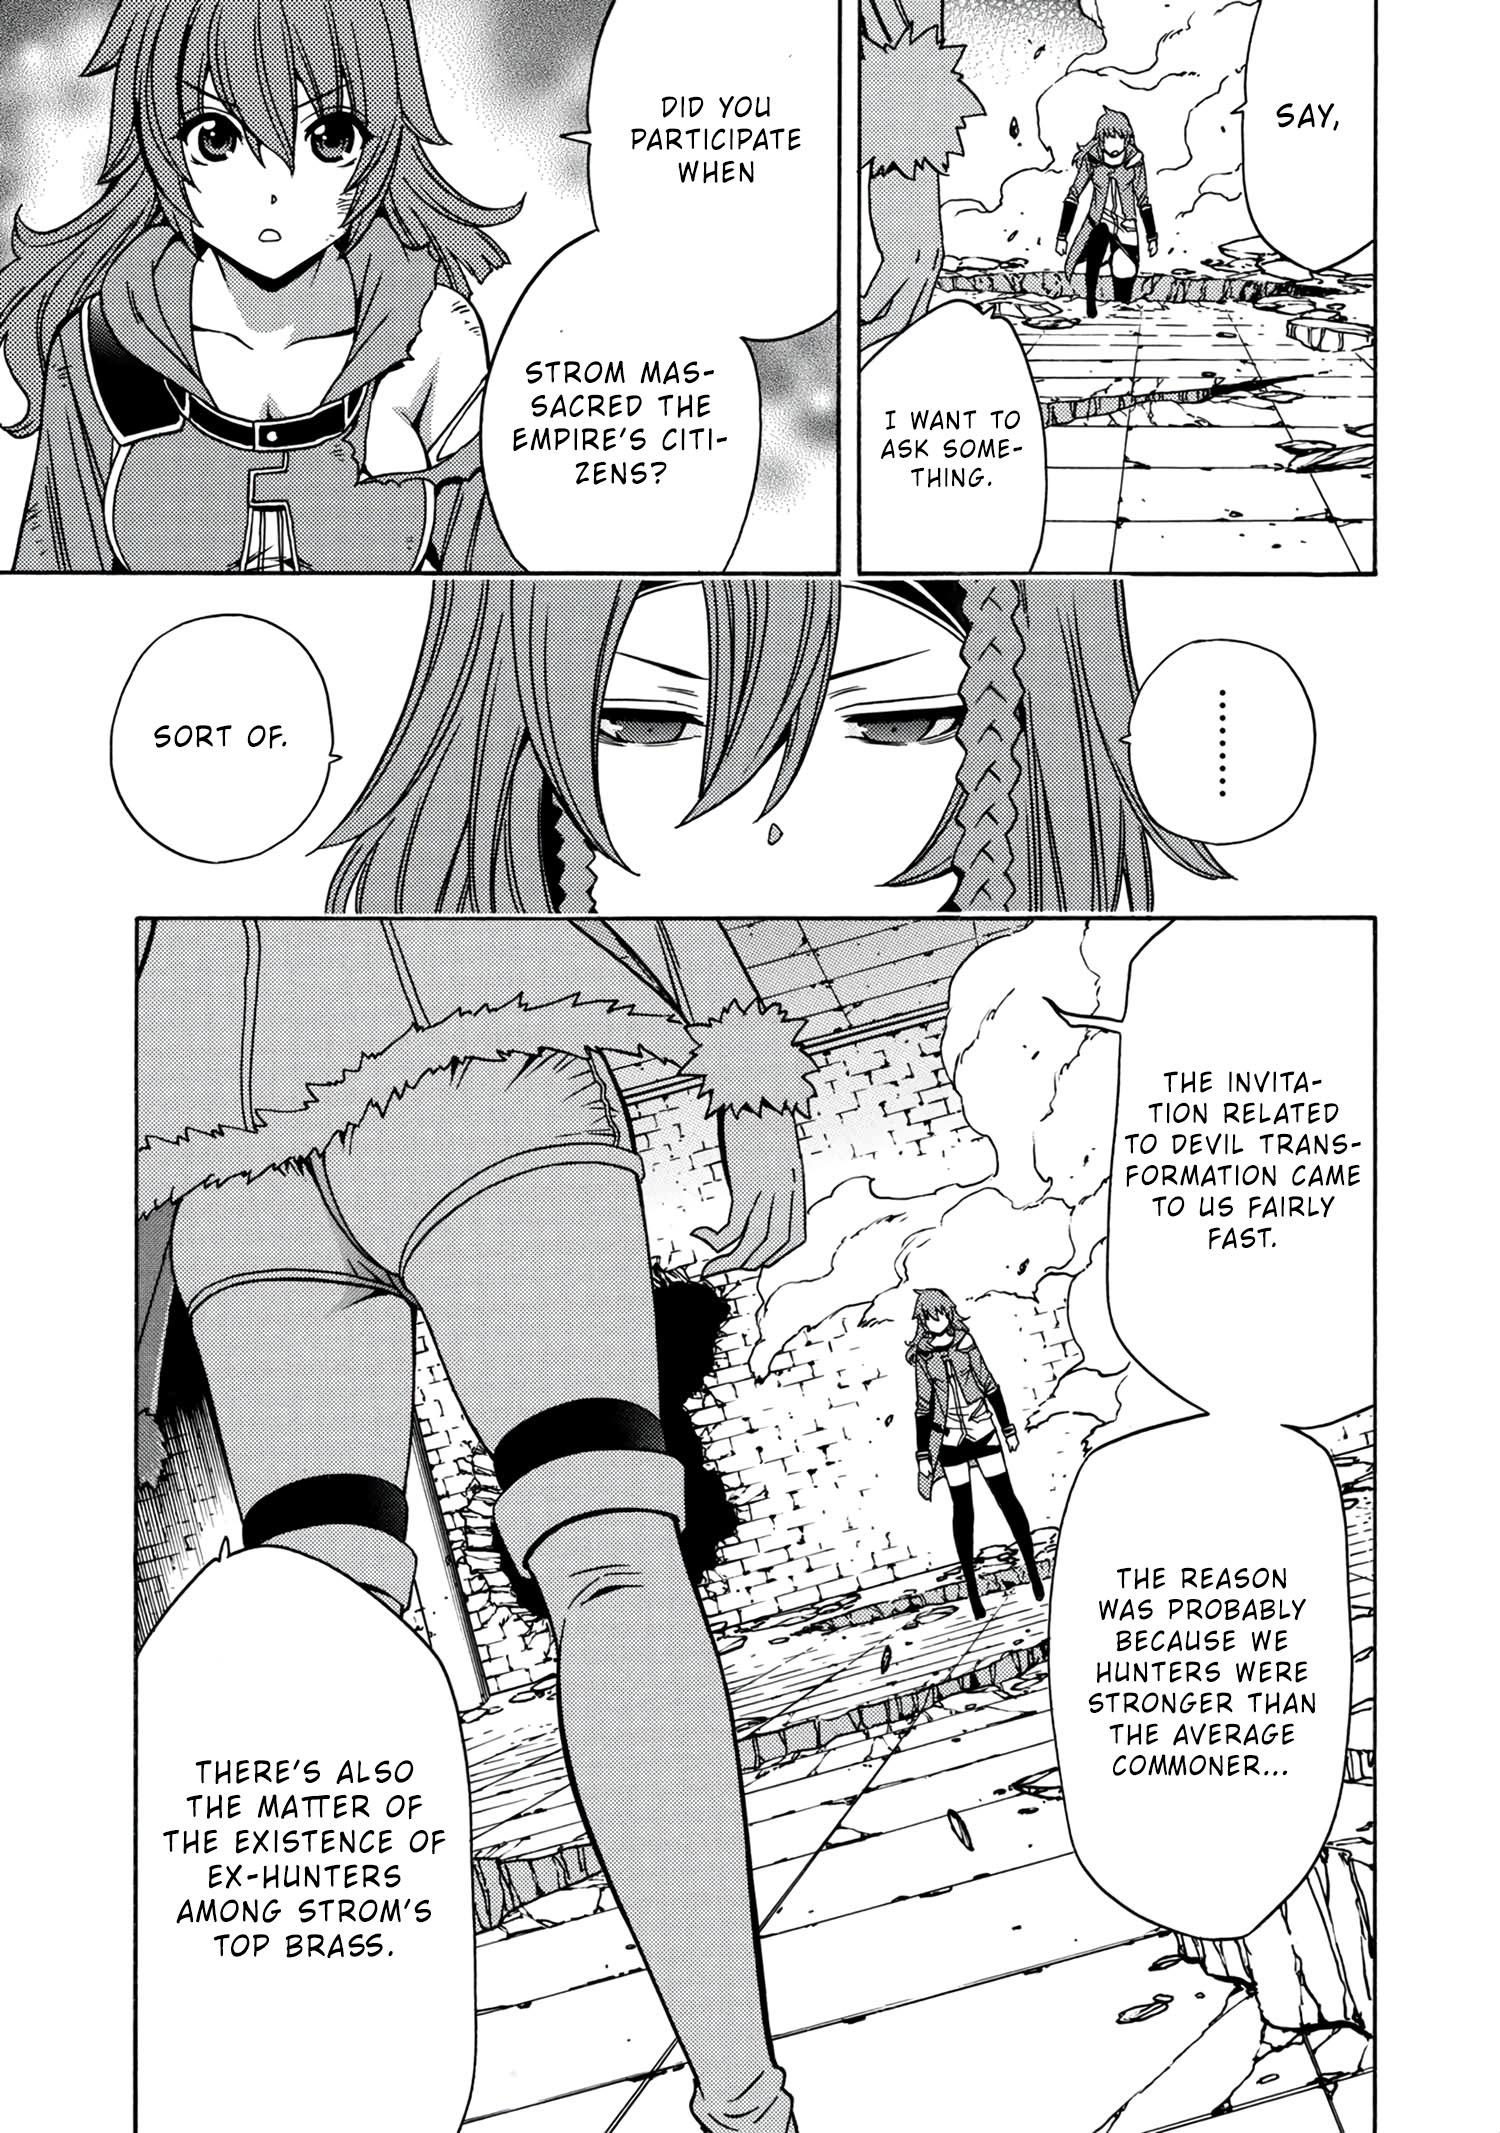 SAY,
I WANT TO
ASK SOME-
THING.
DID YOU
PARTICIPATE
WHEN
STROM MAS-
SACRED THE
EMPIRE'S CITI-
ZENS?
.........
SORT OF.
THE INVITA-
TION RELATED
TO DEVIL TRANS-
FORMATION CAME
TO US FAIRLY
FAST.
THE REASON
WAS PROBABLY
BECAUSE WE
HUNTERS WERE
STRONGER THAN
THE AVERAGE
COMMONER...
THERE'S ALSO
THE MATTER OF
THE EXISTENCE OF
EX-HUNTERS
AMONG STROM'S
TOP BRASS.